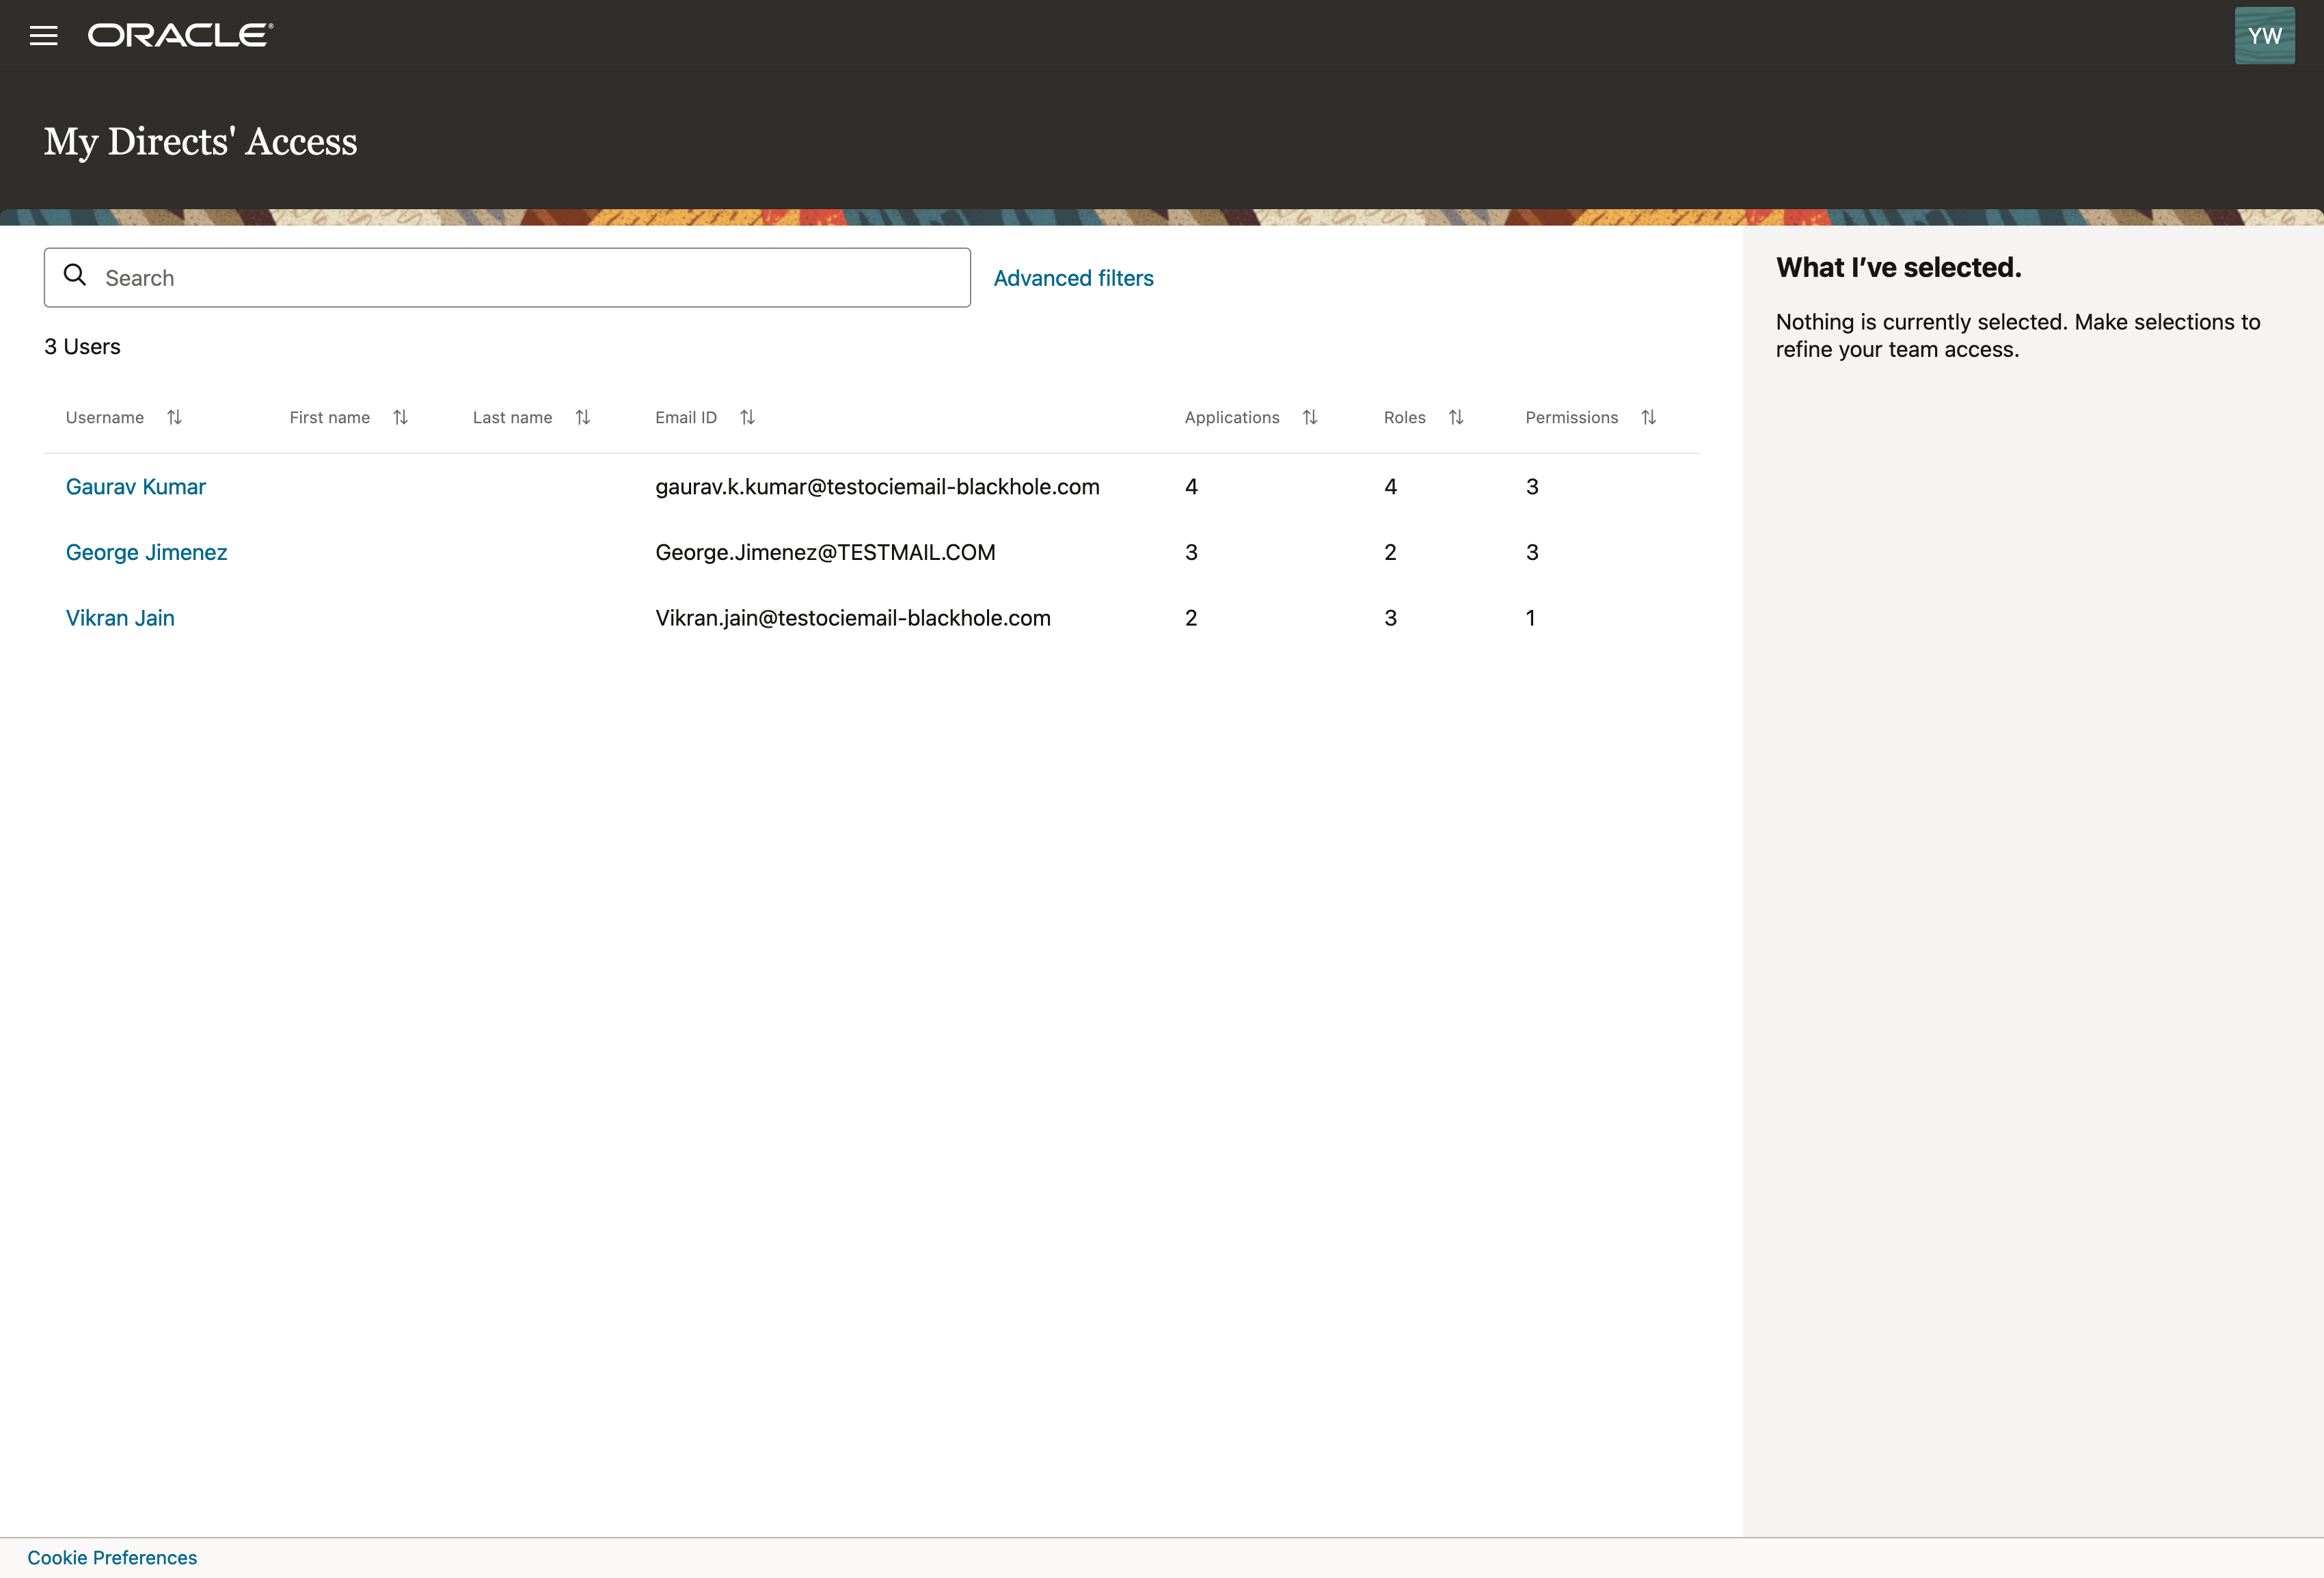 ORACLE®
YW
My Directs' Access
Search
Advanced filters
3 Users
Username First name Last name Email ID Applications Roles Permissions
Gaurav Kumar gaurav.k.kumar@testociemail-blackhole.com 4 4 3
George Jimenez George.Jimenez@TESTMAIL.COM 3 2 3
Vikran Jain Vikran.jain@testociemail-blackhole.com 2 3 1
What I’ve selected.
Nothing is currently selected. Make selections to
refine your team access.
Cookie Preferences